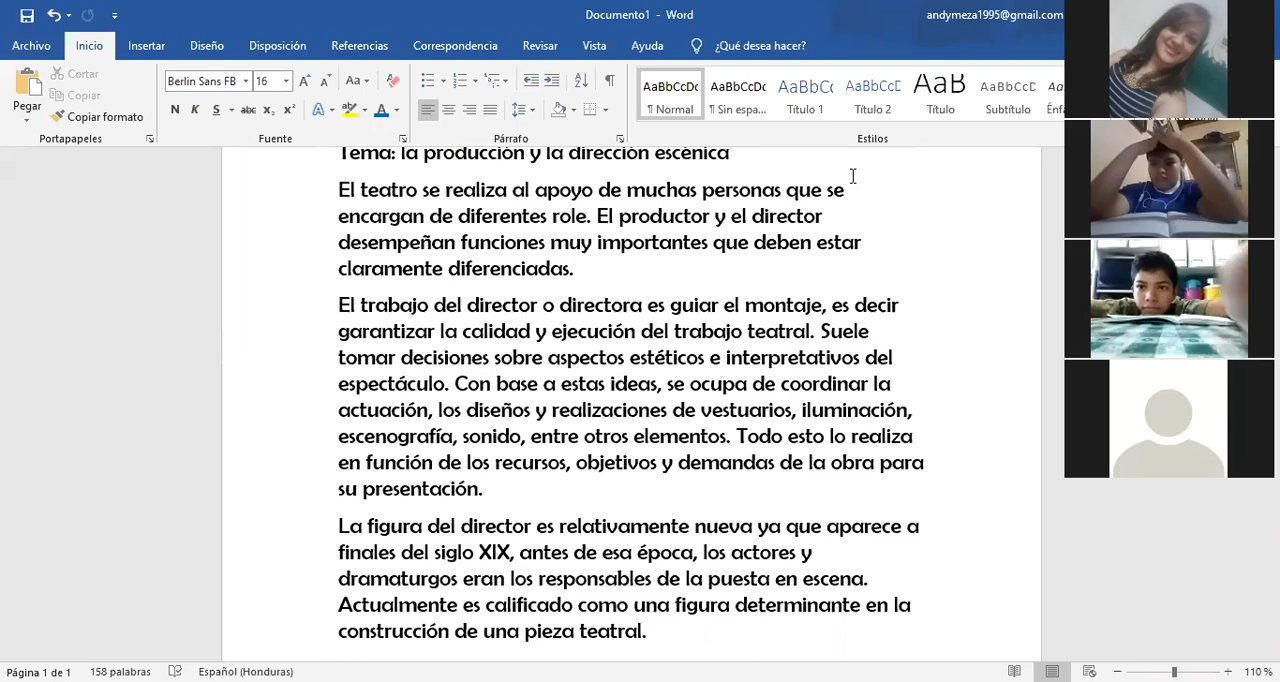 Documento1 - Word
andymeza1995@gmail.com
Archivo Inicio Insertar Diseño Disposición Referencias Correspondencia Revisar Vista Ayuda ¿Qué desea hacer?
Pegar
Cortar
Copiar
Copiar formato
Portapapeles
Berlin Sans FB 16
N K S abc x₂ x²
Fuente
Párrafo
AaBbCcDc AaBbCcDc AaBbCc AaBbCcD AaB AaBbCcD
¶ Normal ¶ Sin espa... Título 1 Título 2 Título Subtítulo
Estilos
Tema: la producción y la dirección escénica
El teatro se realiza al apoyo de muchas personas que se
encargan de diferentes role. El productor y el director
desempeñan funciones muy importantes que deben estar
claramente diferenciadas.
El trabajo del director o directora es guiar el montaje, es decir
garantizar la calidad y ejecución del trabajo teatral. Suele
tomar decisiones sobre aspectos estéticos e interpretativos del
espectáculo. Con base a estas ideas, se ocupa de coordinar la
actuación, los diseños y realizaciones de vestuarios, iluminación,
escenografía, sonido, entre otros elementos. Todo esto lo realiza
en función de los recursos, objetivos y demandas de la obra para
su presentación.
La figura del director es relativamente nueva ya que aparece a
finales del siglo XIX, antes de esa época, los actores y
dramaturgos eran los responsables de la puesta en escena.
Actualmente es calificado como una figura determinante en la
construcción de una pieza teatral.
Página 1 de 1 158 palabras Español (Honduras) 110 %